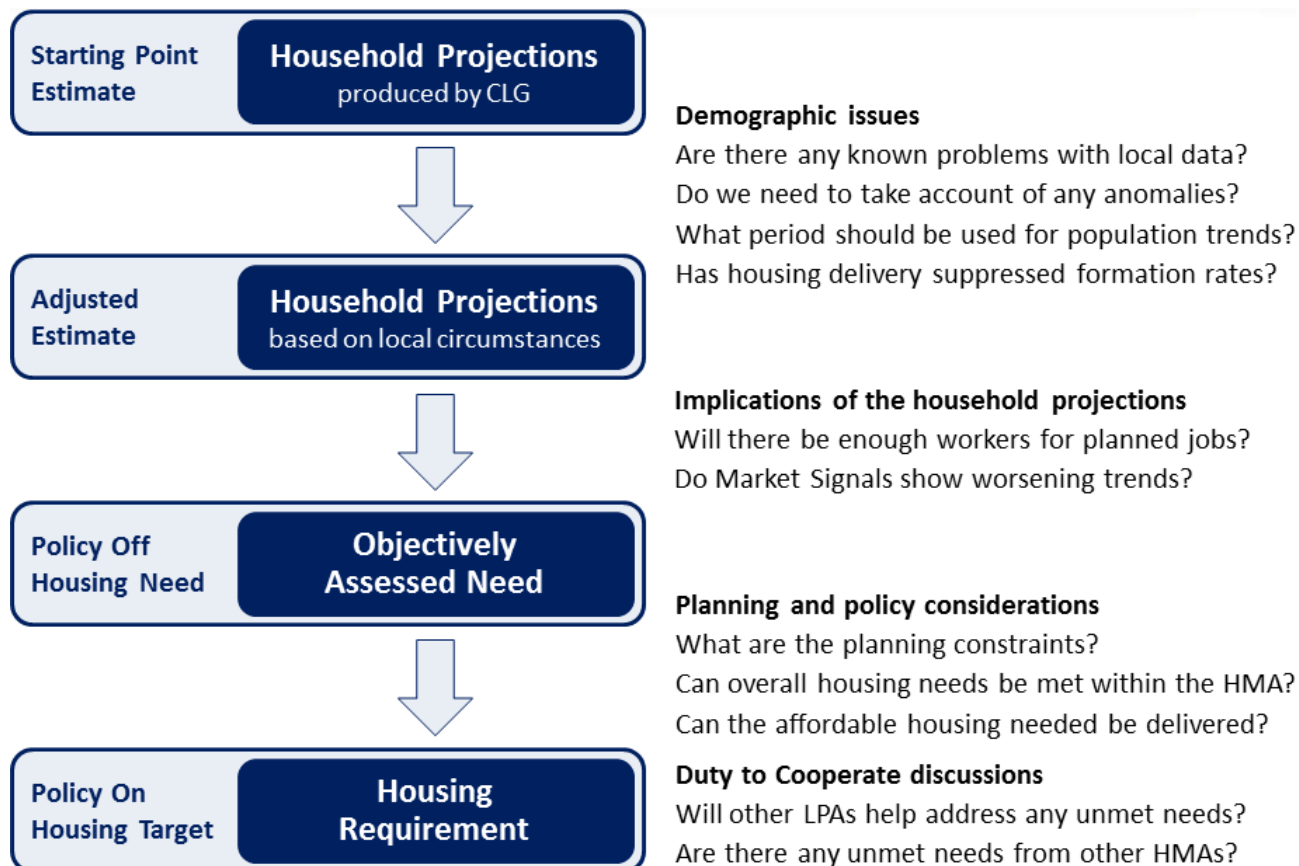 Starting Point
Estimate
Household Projections
produced by CLG
Demographic issues
Are there any known problems with local data?
Do we need to take account of any anomalies?
What period should be used for population trends?
Has housing delivery suppressed formation rates?
Adjusted
Estimate
Household Projections
based on local circumstances
Implications of the household projections
Will there be enough workers for planned jobs?
Do Market Signals show worsening trends?
Policy Off
Housing Need
Objectively
Assessed Need
Planning and policy considerations
What are the planning constraints?
Can overall housing needs be met within the HMA?
Can the affordable housing needed be delivered?
Policy On
Housing Target
Housing
Requirement
Duty to Cooperate discussions
Will other LPAs help address any unmet needs?
Are there any unmet needs from other HMAs?